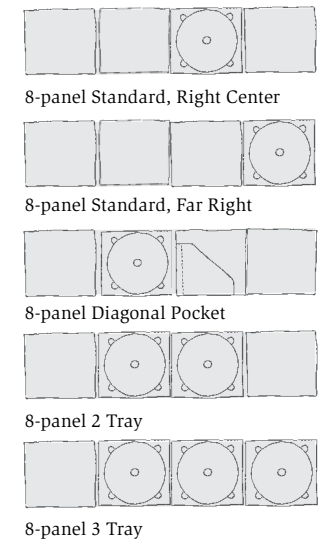 8-panel Standard, Right Center
8-panel Standard, Far Right
8-panel Diagonal Pocket
8-panel 2 Tray
8-panel 3 Tray